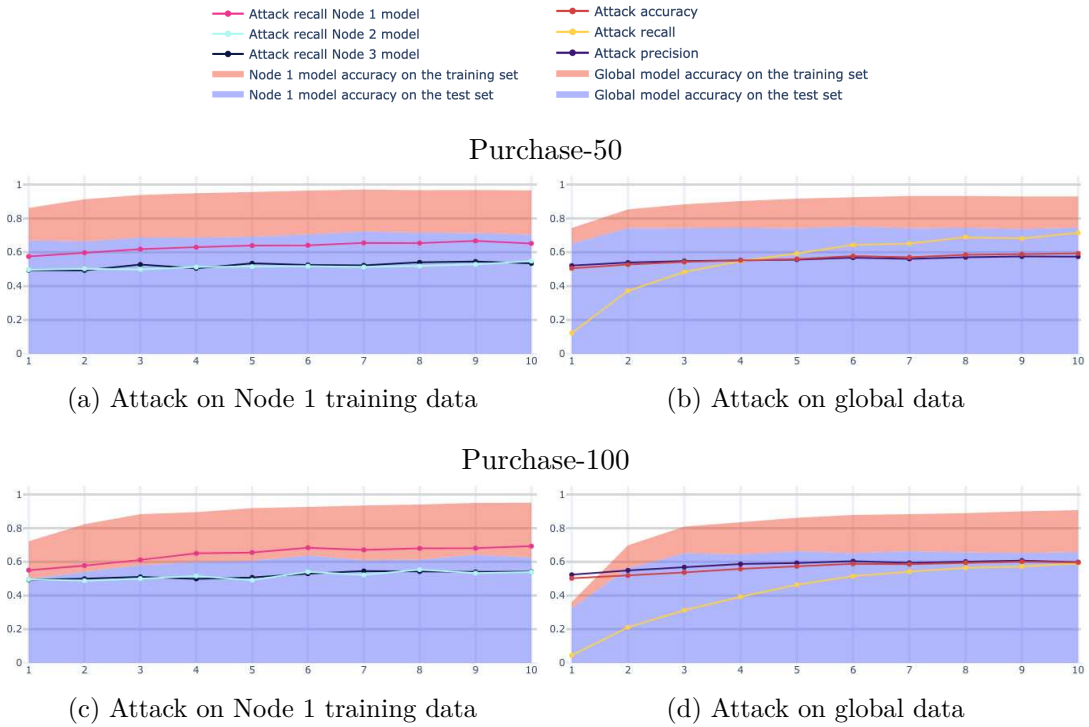 Attack recall Node 1 model
Attack recall Node 2 model
Attack recall Node 3 model
Node 1 model accuracy on the training set
Node 1 model accuracy on the test set
Attack accuracy
Attack recall
Attack precision
Global model accuracy on the training set
Global model accuracy on the test set
Purchase-50
1
0.8
0.6
0.4
0.2
0
1 2 3 4 5 6 7 8 9 10
(a) Attack on Node 1 training data
1
0.8
0.6
0.4
0.2
0
1 2 3 4 5 6 7 8 9 10
(b) Attack on global data
Purchase-100
1
0.8
0.6
0.4
0.2
0
1 2 3 4 5 6 7 8 9 10
(c) Attack on Node 1 training data
1
0.8
0.6
0.4
0.2
0
1 2 3 4 5 6 7 8 9 10
(d) Attack on global data